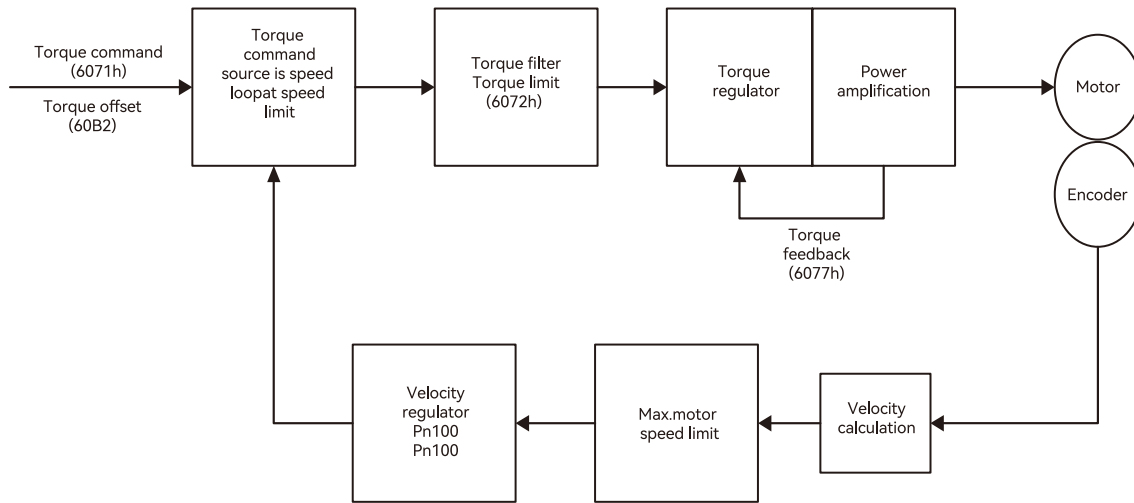 Torque command
(6071h)
Torque offset
(60B2)
Torque
command
source is speed
loopat speed
limit
Torque filter
Torque limit
(6072h)
Torque
regulator
Power
amplification
Motor
Encoder
Torque
feedback
(6077h)
Velocity
regulator
Pn100
Pn100
Max.motor
speed limit
Velocity
calculation